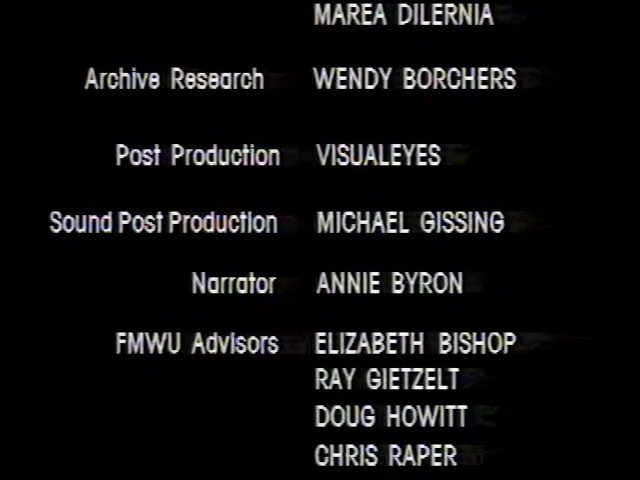 MAREA DILERNIA
Archive Research WENDY BORCHERS
Post Production VISUALEYES
Sound Post Production MICHAEL GISSING
Narrator ANNIE BYRON
FMWU Advisors ELIZABETH BISHOP
RAY GIETZELT
DOUG HOWITT
CHRIS RAPER